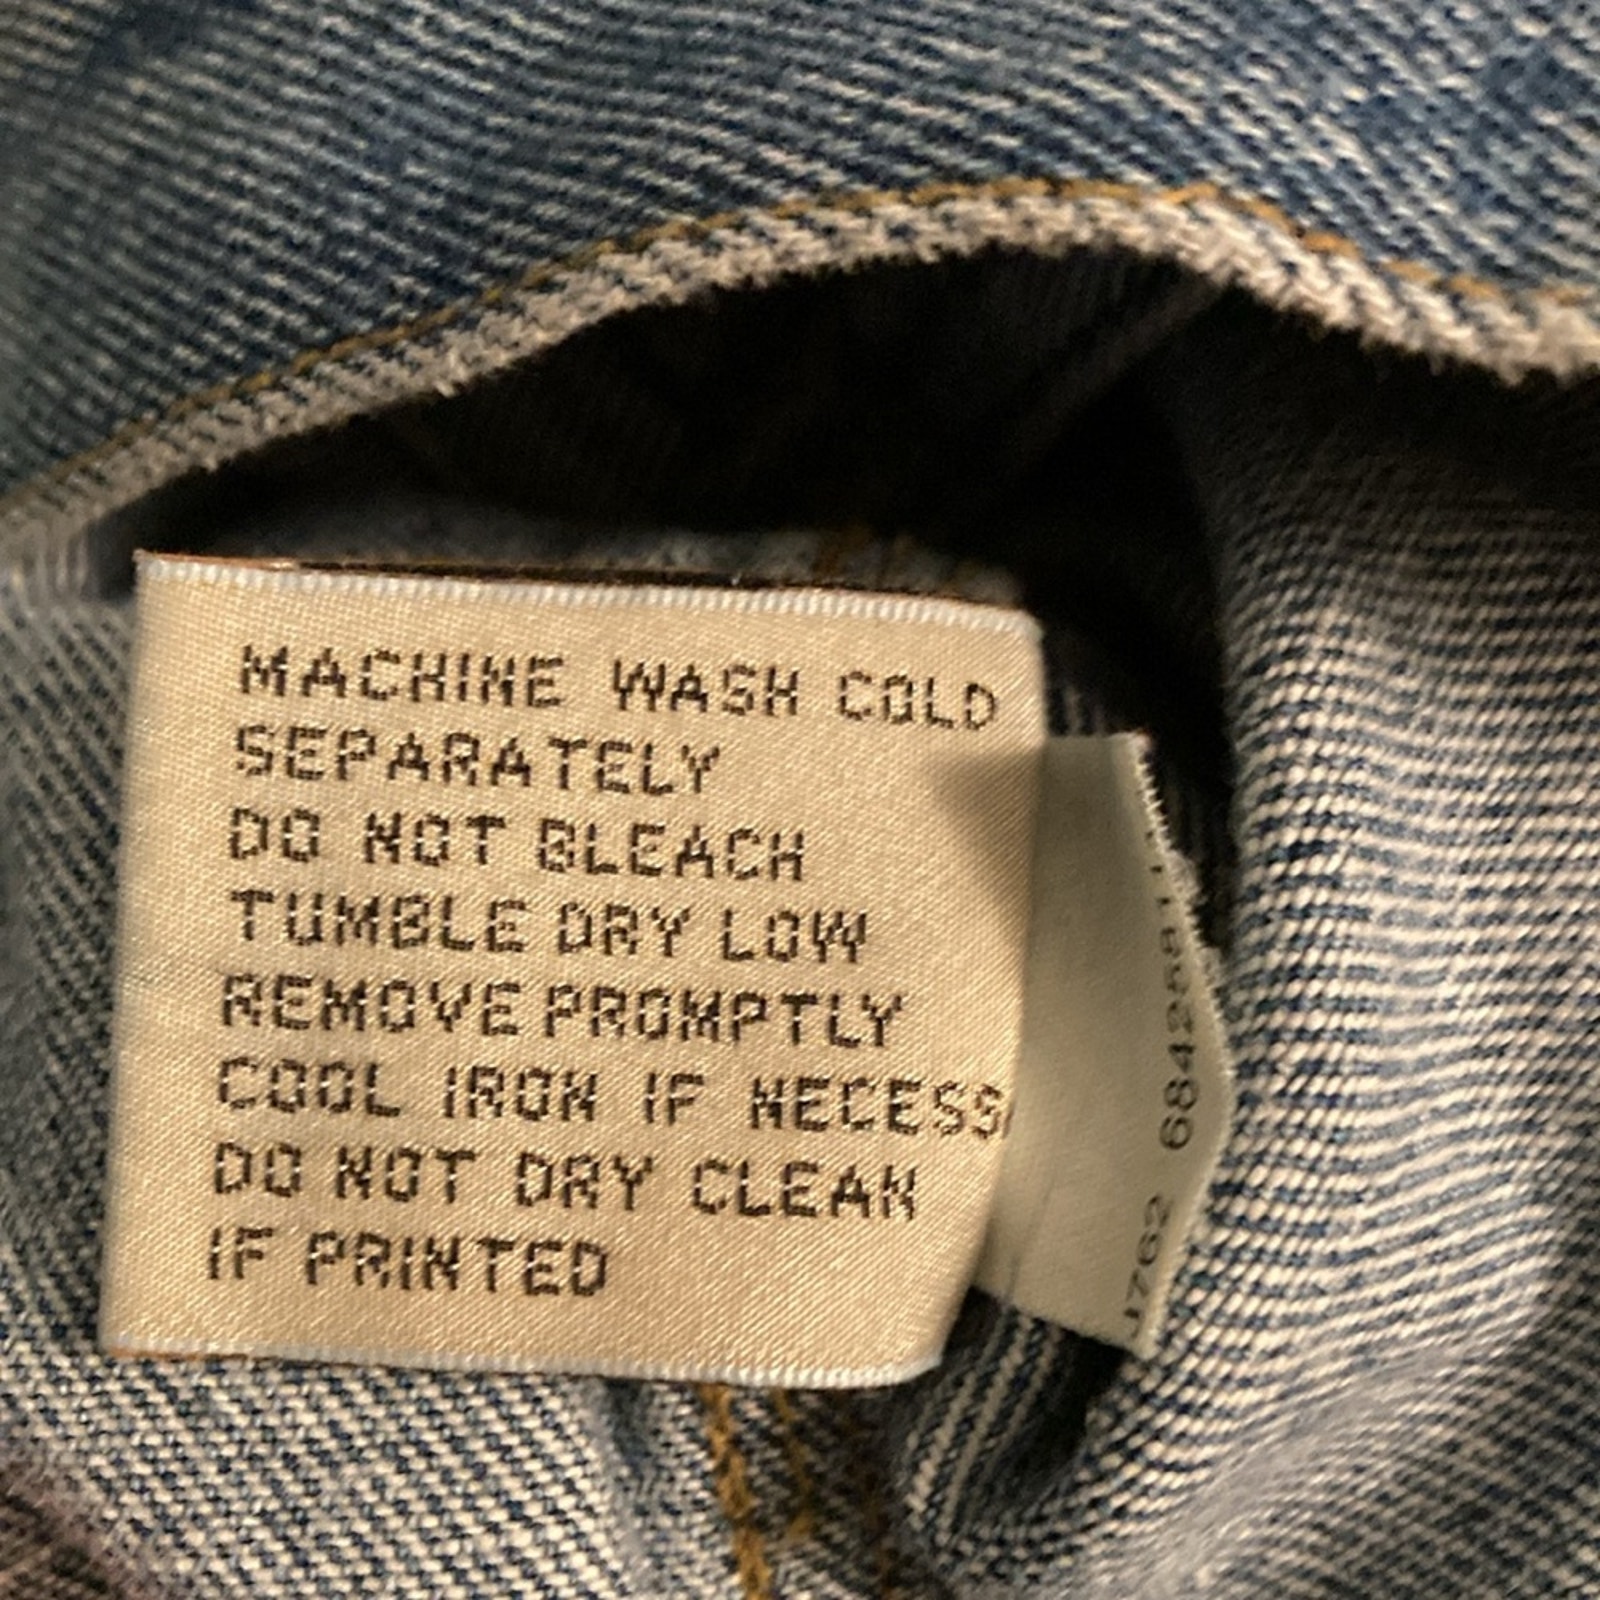 MACHINE WASH COLD
SEPARATELY
DO NOT BLEACH
TUMBLE DRY LOW
REMOVE PROMPTLY
COOL IRON IF
DO NOT DRY CLEAN
IF PRINTED
J762